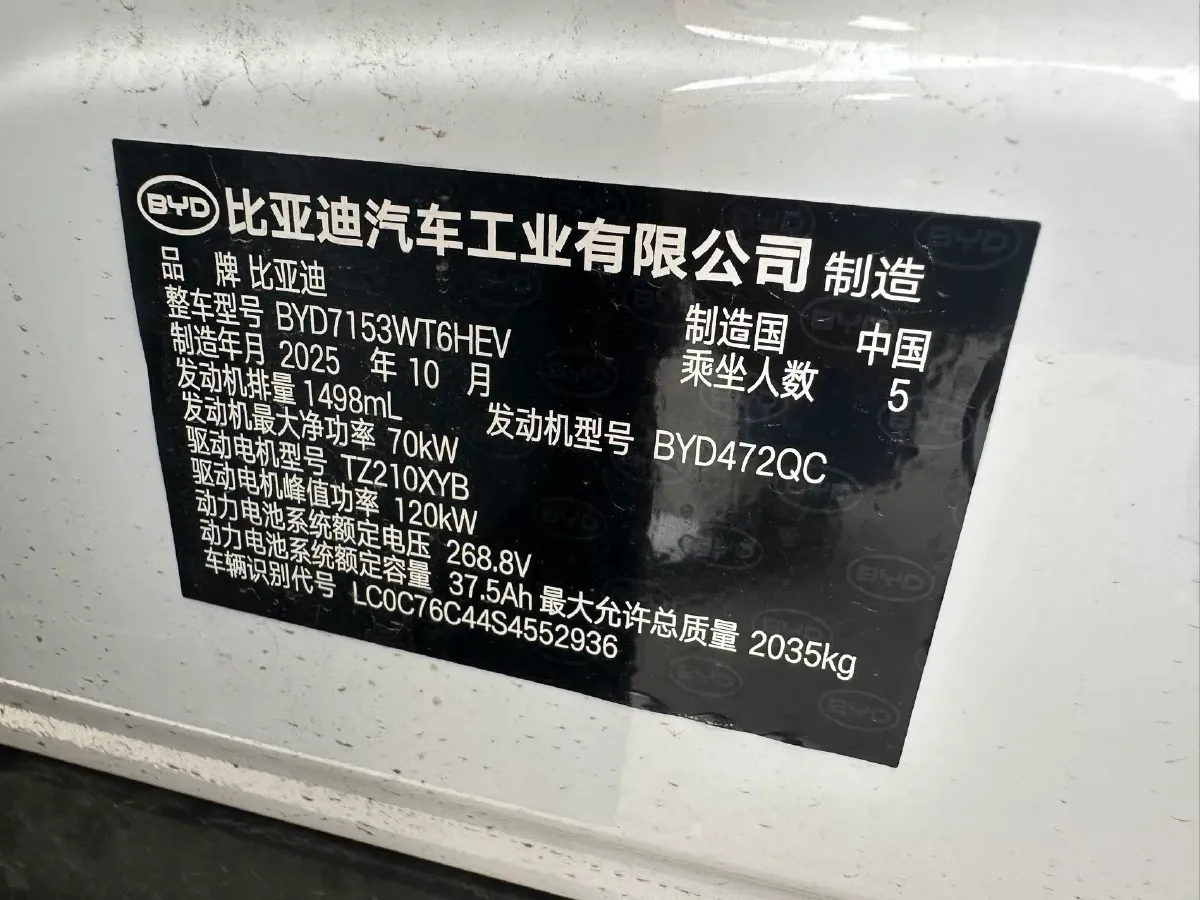 BYD 比亚迪汽车工业有限公司 制造
品 牌 比亚迪
整车型号 BYD7153WT6HEV 制造国 中国
制造年月 2025 年 10 月 乘坐人数 5
发动机排量 1498mL 发动机型号 BYD472QC
发动机最大净功率 70kW
驱动电机型号 TZ210XYB
驱动电机峰值功率 120kW
动力电池系统额定电压 268.8V
动力电池系统额定容量 37.5Ah 最大允许总质量 2035kg
车辆识别代号 LC0C76C44S4552936